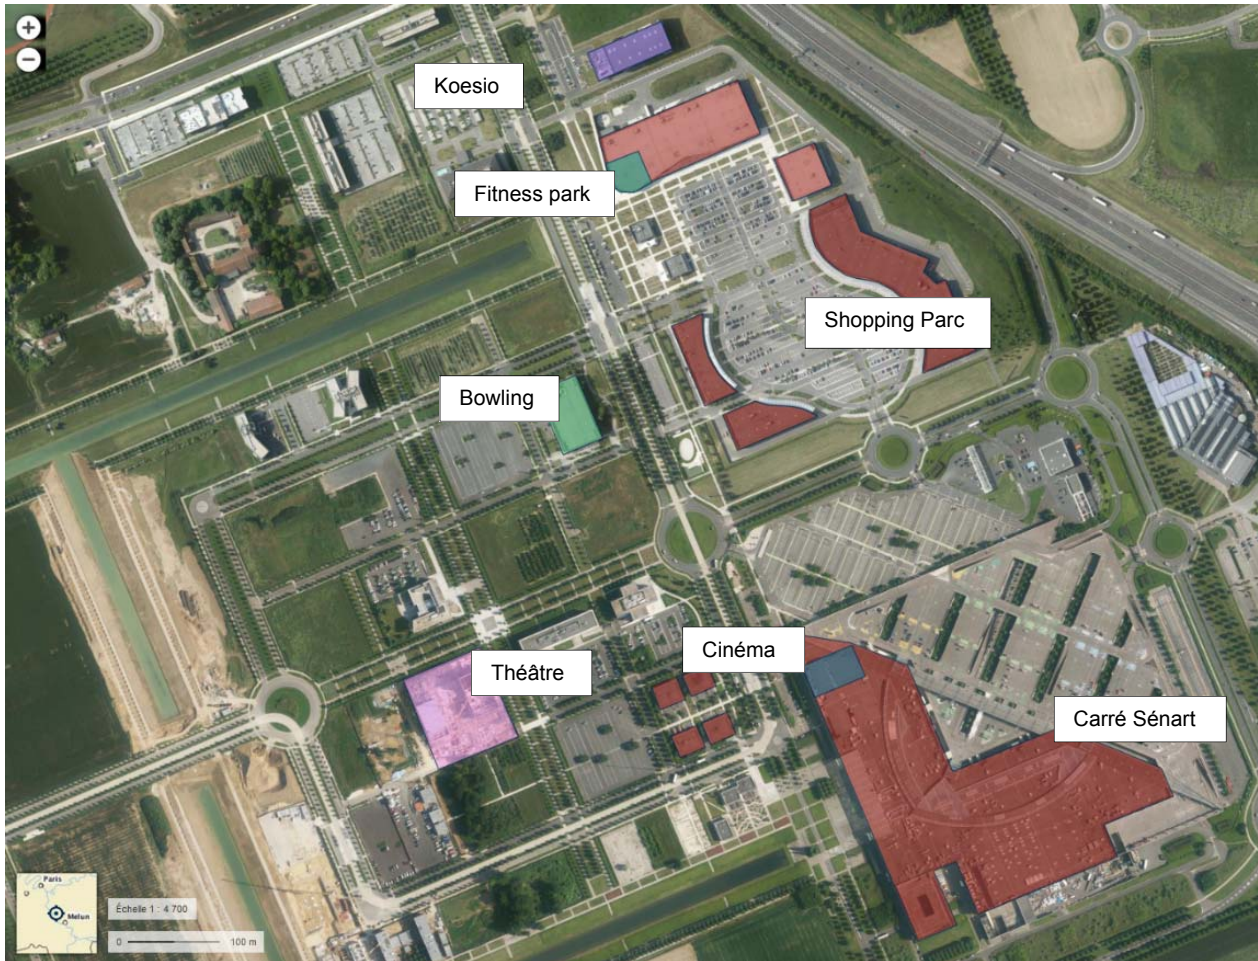 Koesio
Fitness park
Shopping Parc
Bowling
Cinéma
Théâtre
Carré Sénart
Paris
Melun
Échelle 1 : 4 700
0 100 m